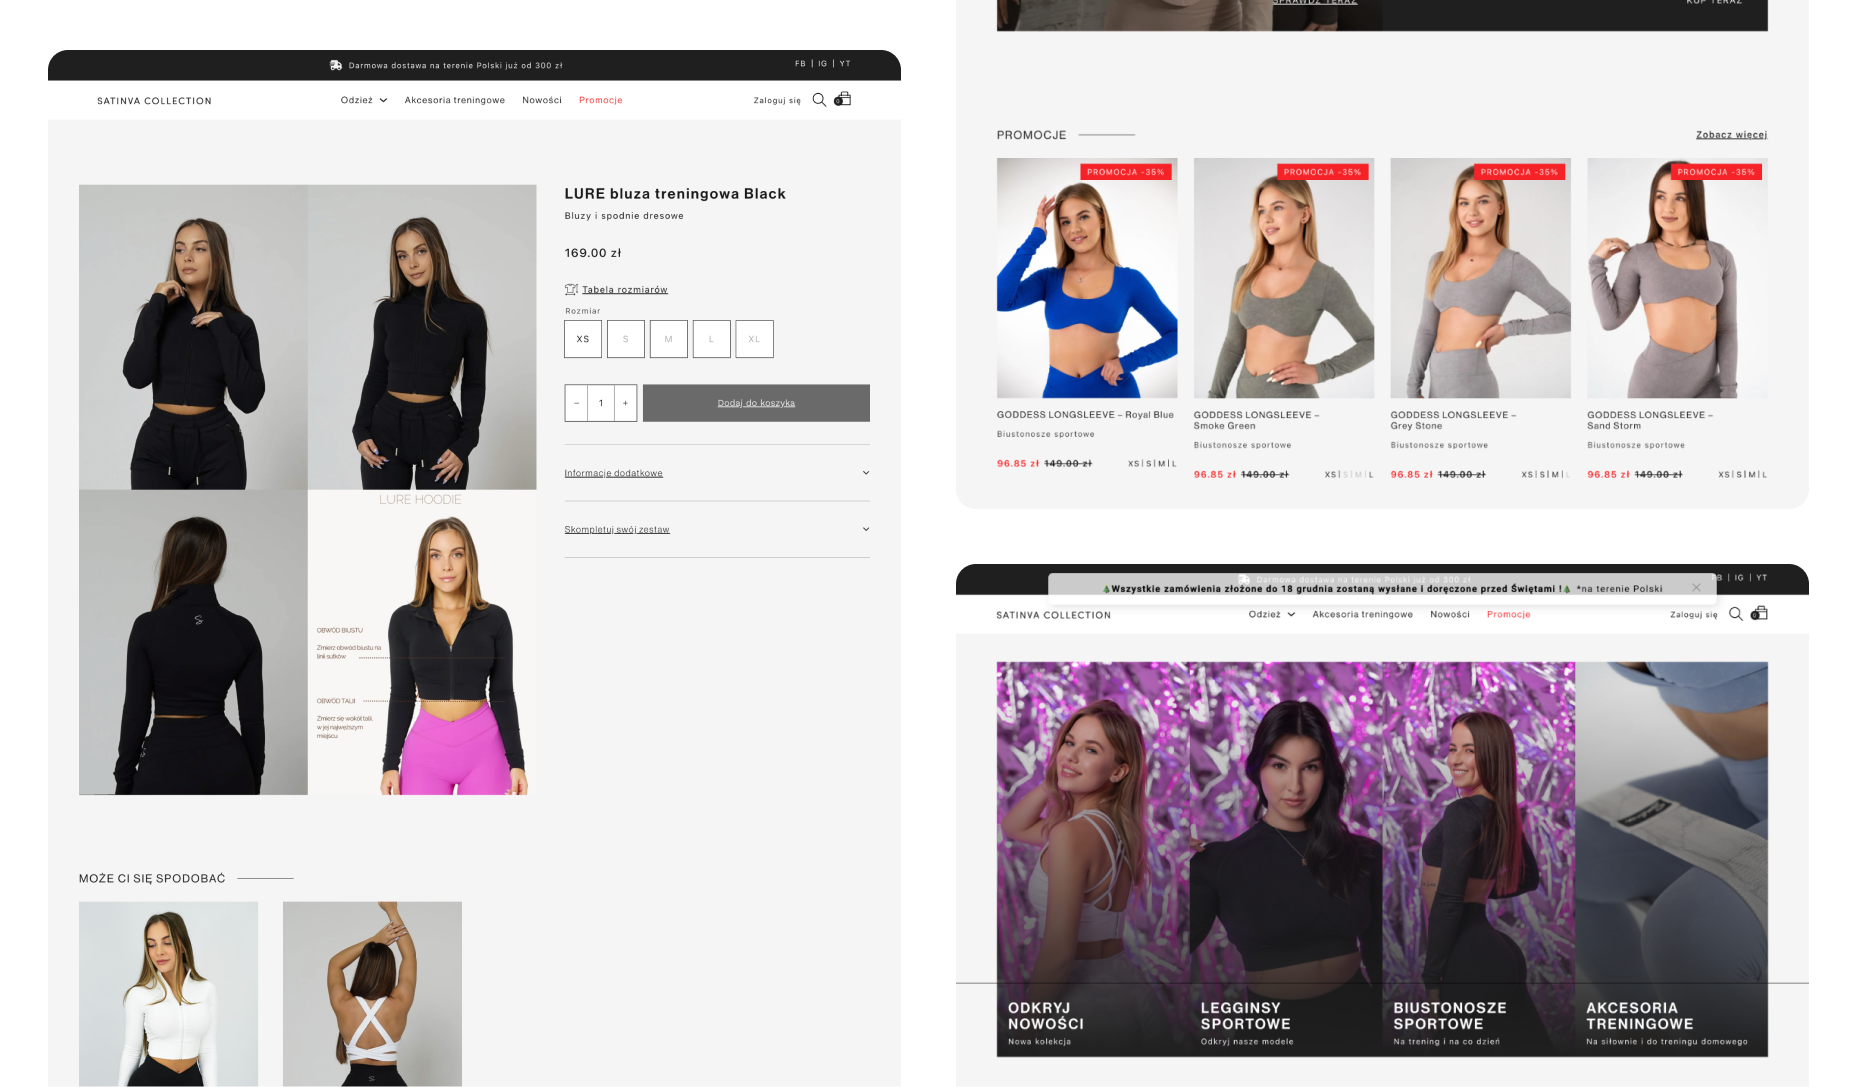 Darmowa dostawa na terenie Polski już od 300 zł
FB | IG | YT
SATINVA COLLECTION
Odzież
Akcesoria treningowe
Nowości
Promocje
Zaloguj się
0
LURE bluza treningowa Black
Bluzy i spodnie dresowe
169.00 zł
Tabela rozmiarów
Rozmiar
XS
S
M
L
XL
− 1 +
Dodaj do koszyka
Informacje dodatkowe
Skompletuj swój zestaw
LURE HOODIE
OBWÓD BIUSTU
Zmierz obwód biustu na
linii sutków
OBWÓD TALII
Zmierz się wokół talii,
w jej najwęższym
miejscu
MOŻE CI SIĘ SPODOBAĆ
SPRAWDŹ TERAZ
KUP TERAZ
PROMOCJE
Zobacz więcej
PROMOCJA -35%
PROMOCJA -35%
PROMOCJA -35%
PROMOCJA -35%
GODDESS LONGSLEEVE – Royal Blue
Biustonosze sportowe
96.85 zł 149.00 zł
XS|S|M|L
GODDESS LONGSLEEVE –
Smoke Green
Biustonosze sportowe
96.85 zł 149.00 zł
XS|S|M|L
GODDESS LONGSLEEVE –
Grey Stone
Biustonosze sportowe
96.85 zł 149.00 zł
XS|S|M|L
GODDESS LONGSLEEVE –
Sand Storm
Biustonosze sportowe
96.85 zł 149.00 zł
XS|S|M|L
Darmowa dostawa na terenie Polski już od 300 zł
FB | IG | YT
🌲Wszystkie zamówienia złożone do 18 grudnia zostaną wysłane i doręczone przed Świętami !🌲 *na terenie Polski
SATINVA COLLECTION
Odzież
Akcesoria treningowe
Nowości
Promocje
Zaloguj się
0
ODKRYJ
NOWOŚCI
Nowa kolekcja
LEGGINSY
SPORTOWE
Odkryj nasze modele
BIUSTONOSZE
SPORTOWE
Na trening i na co dzień
AKCESORIA
TRENINGOWE
Na siłownie i do treningu domowego